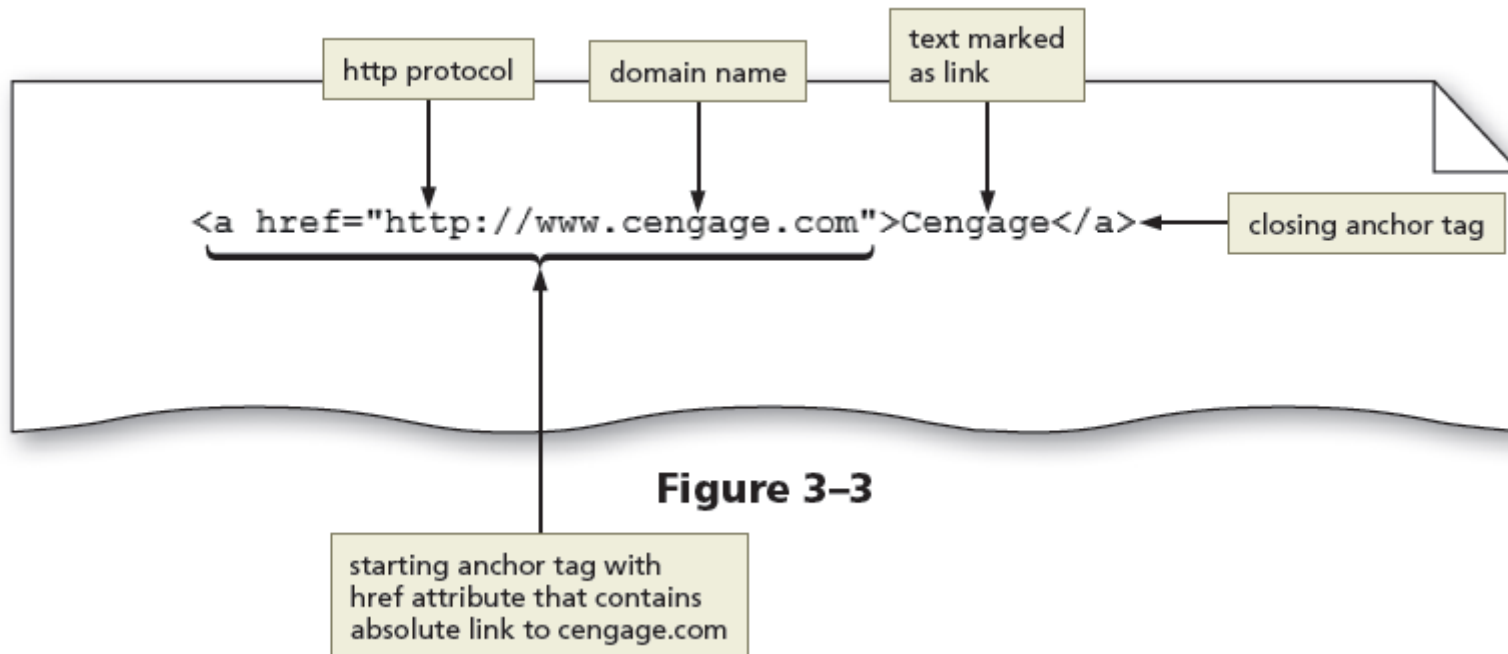 text marked
as link
http protocol
domain name
<a href="http://www.cengage.com">Cengage</a>
closing anchor tag
Figure 3–3
starting anchor tag with
href attribute that contains
absolute link to cengage.com